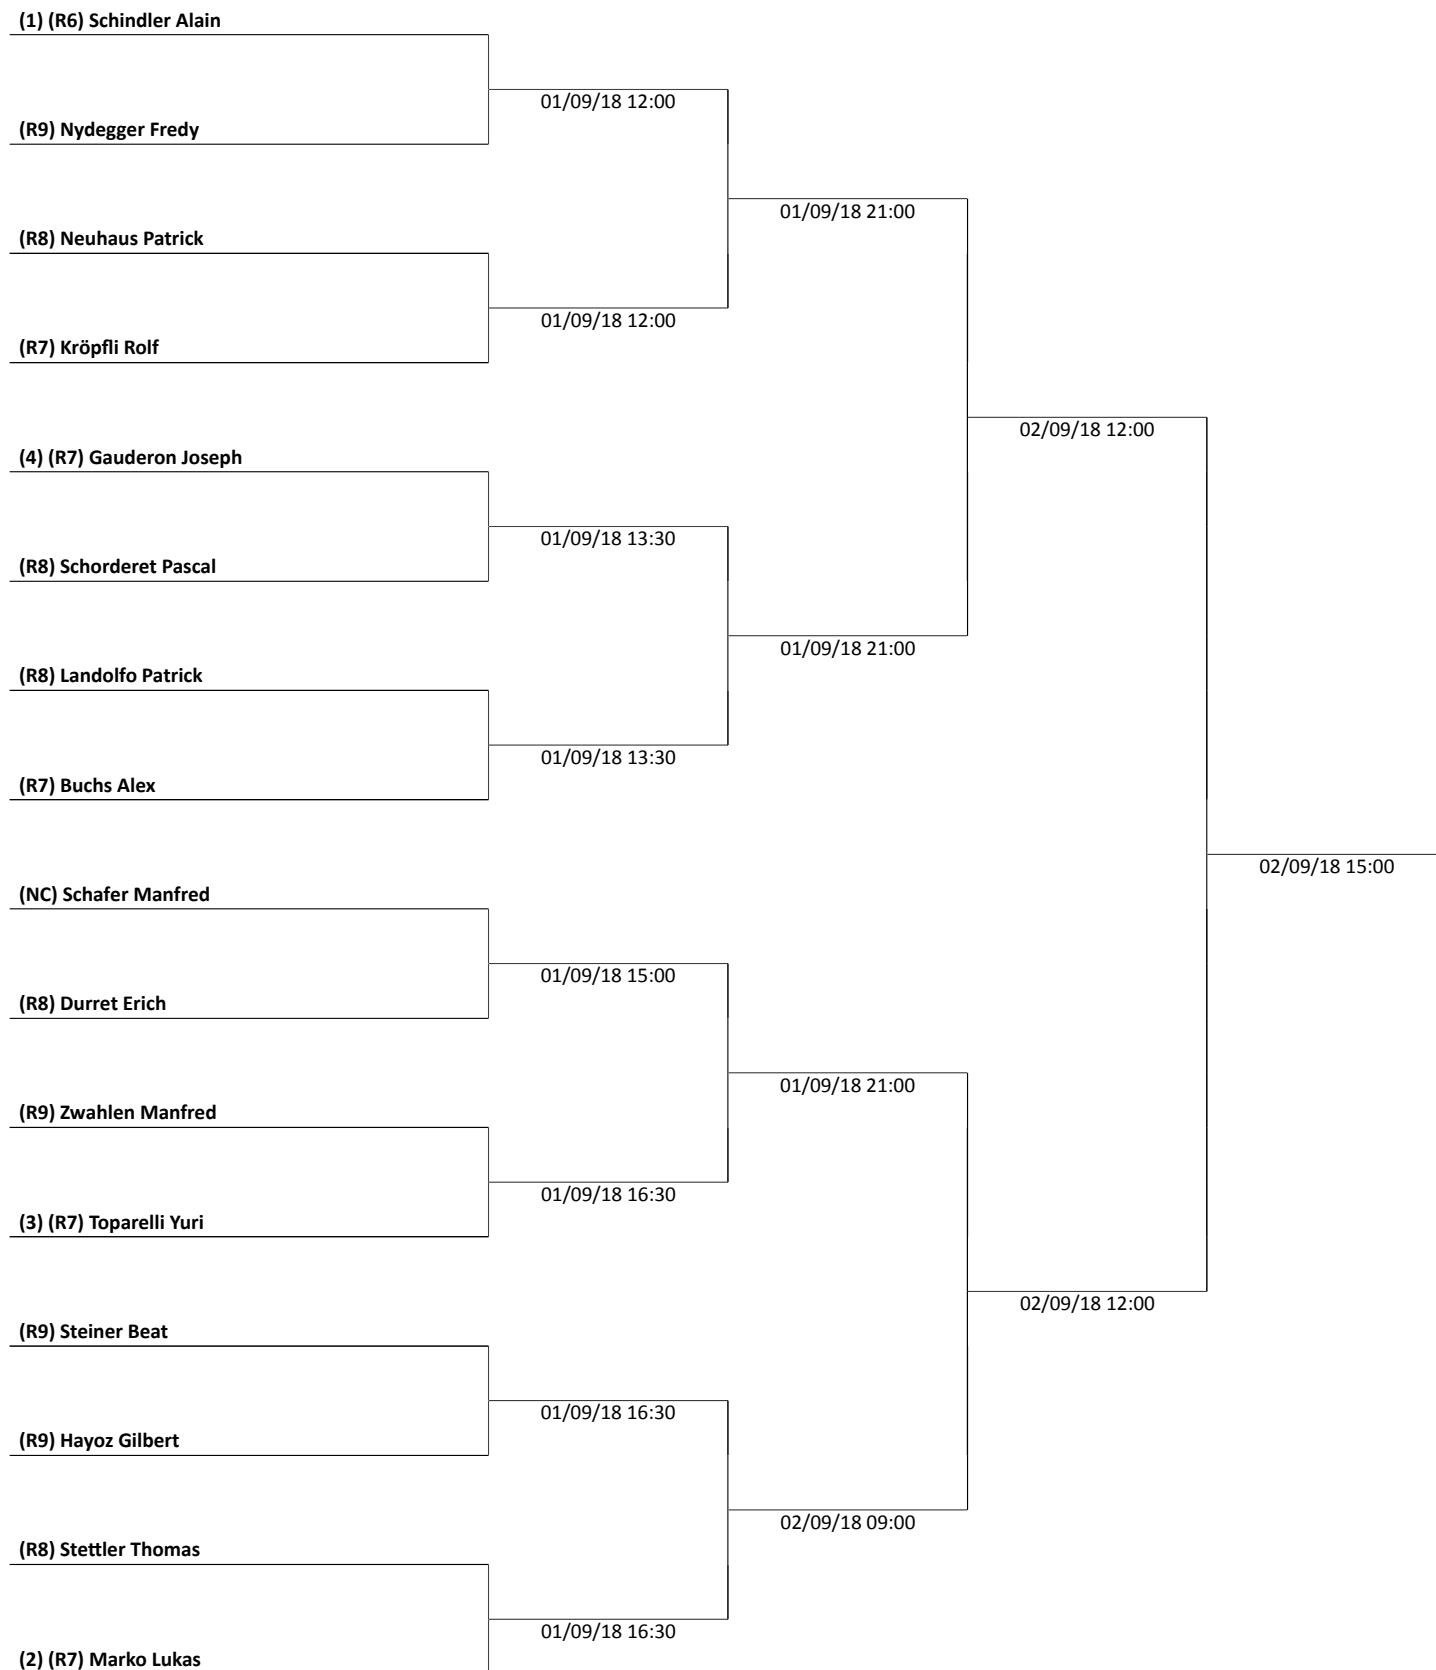 (1) (R6) Schindler Alain
01/09/18 12:00
(R9) Nydegger Fredy
01/09/18 21:00
(R8) Neuhaus Patrick
01/09/18 12:00
(R7) Kröpfli Rolf
02/09/18 12:00
(4) (R7) Gauderon Joseph
01/09/18 13:30
(R8) Schorderet Pascal
01/09/18 21:00
(R8) Landolfo Patrick
01/09/18 13:30
(R7) Buchs Alex
02/09/18 15:00
(NC) Schafer Manfred
01/09/18 15:00
(R8) Durret Erich
01/09/18 21:00
(R9) Zwahlen Manfred
01/09/18 16:30
(3) (R7) Toparelli Yuri
02/09/18 12:00
(R9) Steiner Beat
01/09/18 16:30
(R9) Hayoz Gilbert
02/09/18 09:00
(R8) Stettler Thomas
01/09/18 16:30
(2) (R7) Marko Lukas